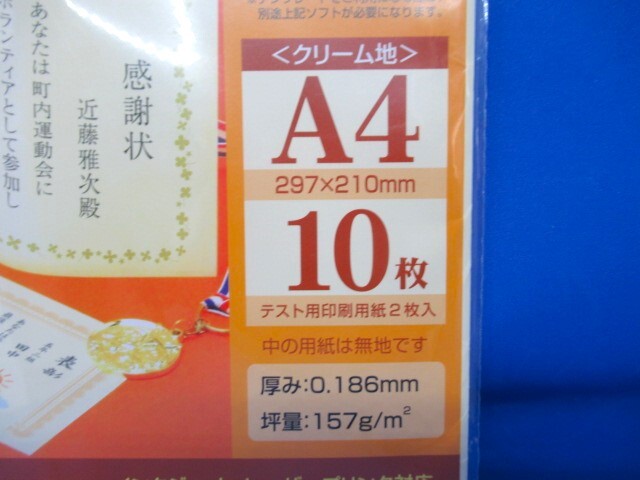 別途上記ソフトが必要になります。
<クリーム地>
A4
297×210mm
10枚
テスト用印刷用紙2枚入
中の用紙は無地です
厚み:0.186mm
坪量:157g/m²
感謝状
近藤雅次殿
あなたは町内運動会に
ボランティアとして参加し
表彰
田中